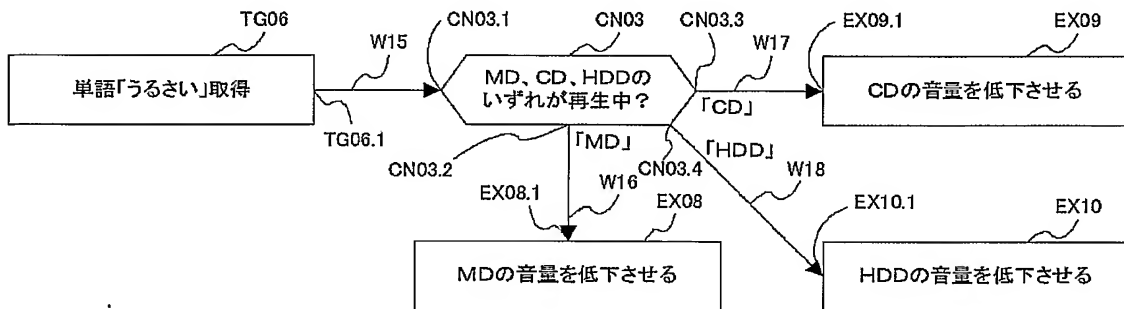 TG06
W15
CN03.1
CN03
CN03.3
W17
EX09.1
EX09
単語「うるさい」取得
MD、CD、HDDの
いずれが再生中?
CDの音量を低下させる
「CD」
TG06.1
CN03.2
「MD」
CN03.4
「HDD」
W18
EX08.1
W16
EX08
EX10.1
EX10
MDの音量を低下させる
HDDの音量を低下させる